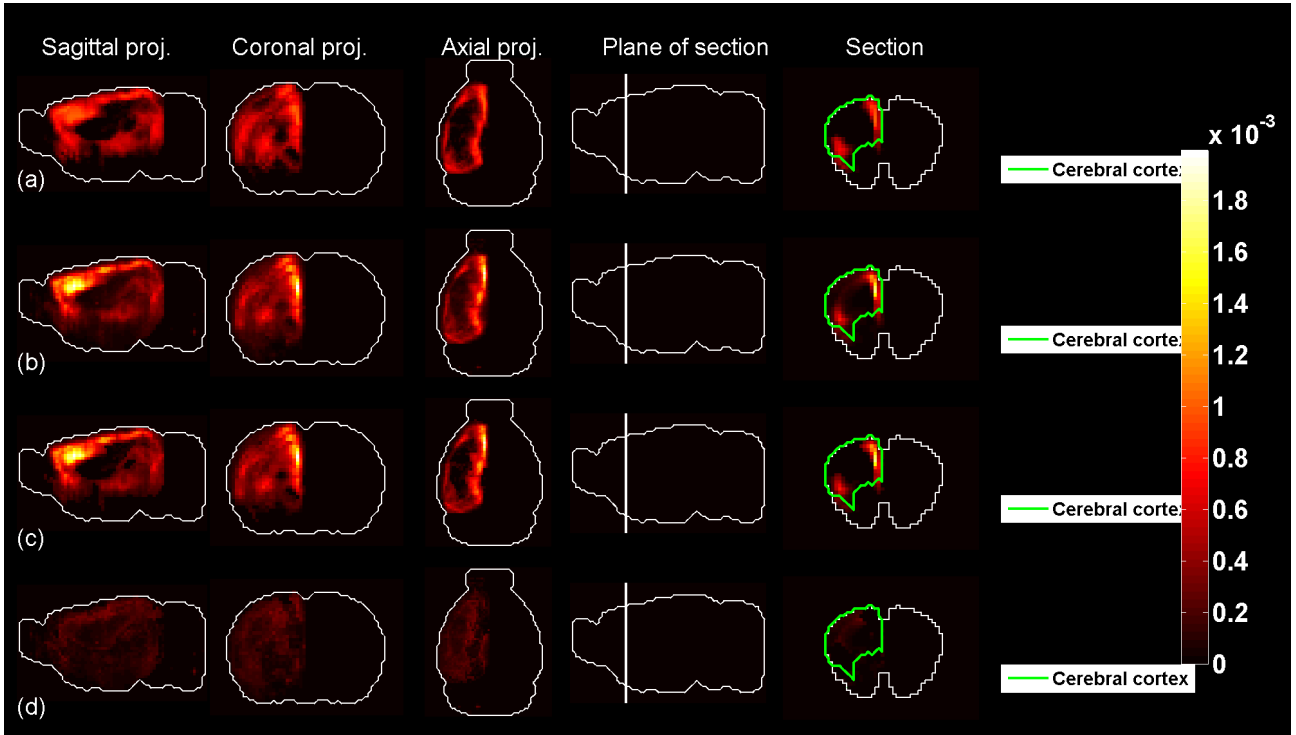 Sagittal proj. Coronal proj. Axial proj. Plane of section Section
x 10-3
(a) Cerebral cortex
1.8
1.6
1.4
(b) Cerebral cortex
1.2
1
0.8
(c) Cerebral cortex
0.6
0.4
0.2
0
(d) Cerebral cortex